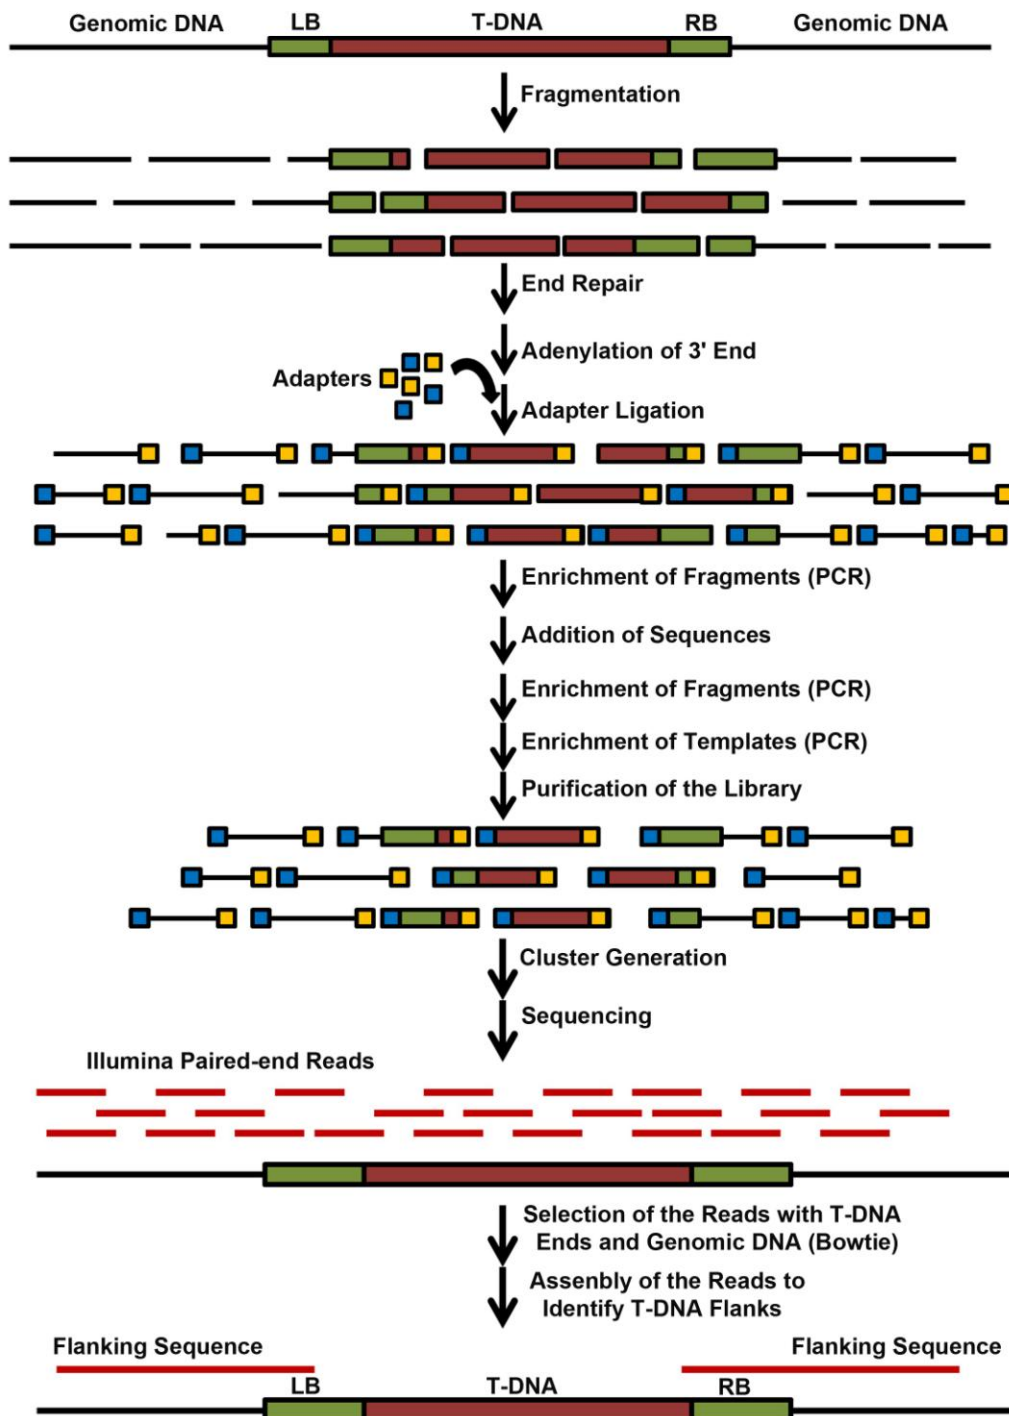 Genomic DNA LB T-DNA RB Genomic DNA
Fragmentation
End Repair
Adenylation of 3' End
Adapters
Adapter Ligation
Enrichment of Fragments (PCR)
Addition of Sequences
Enrichment of Fragments (PCR)
Enrichment of Templates (PCR)
Purification of the Library
Cluster Generation
Sequencing
Illumina Paired-end Reads
Selection of the Reads with T-DNA
Ends and Genomic DNA (Bowtie)
Assenbly of the Reads to
Identify T-DNA Flanks
Flanking Sequence Flanking Sequence
LB T-DNA RB